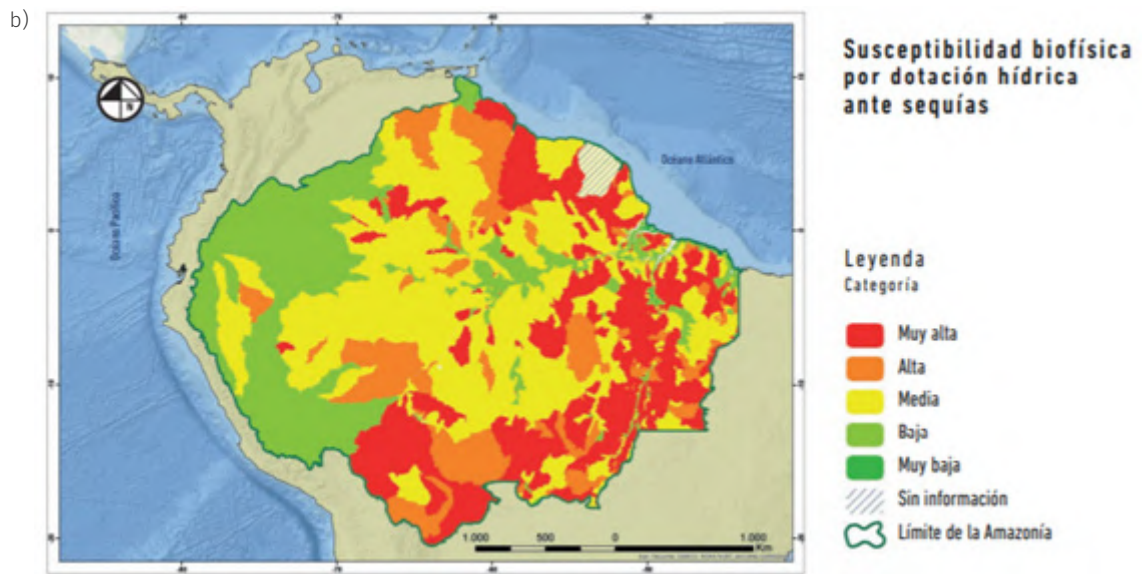 b)
Susceptibilidad biofísica
por dotación hídrica
ante sequías
Océano Atlántico
Océano Pacífico
N
Leyenda
Categoría
Muy alta
Alta
Media
Baja
Muy baja
Sin información
Límite de la Amazonía
1.000 500 0 1.000
Km